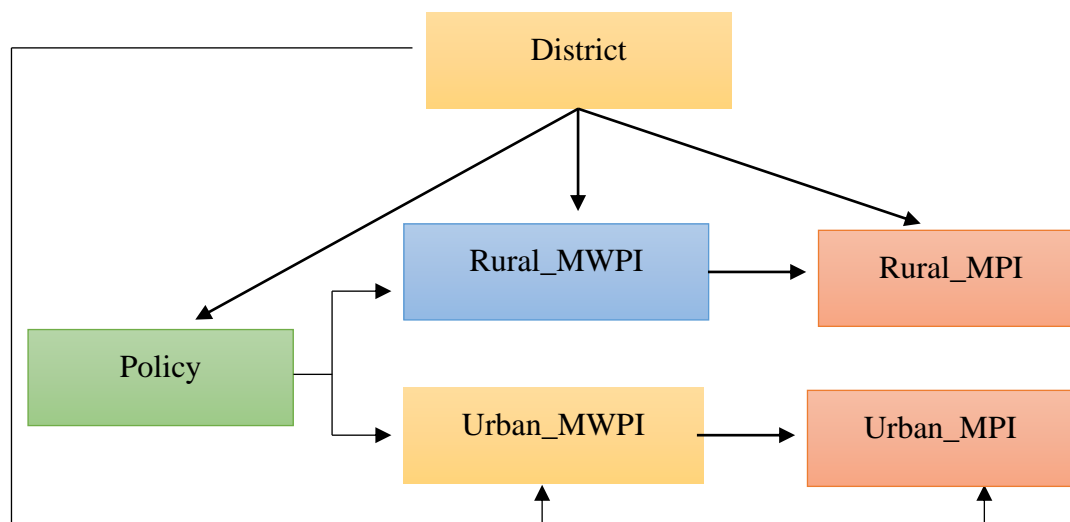 District
Rural_MWPI
Rural_MPI
Policy
Urban_MWPI
Urban_MPI